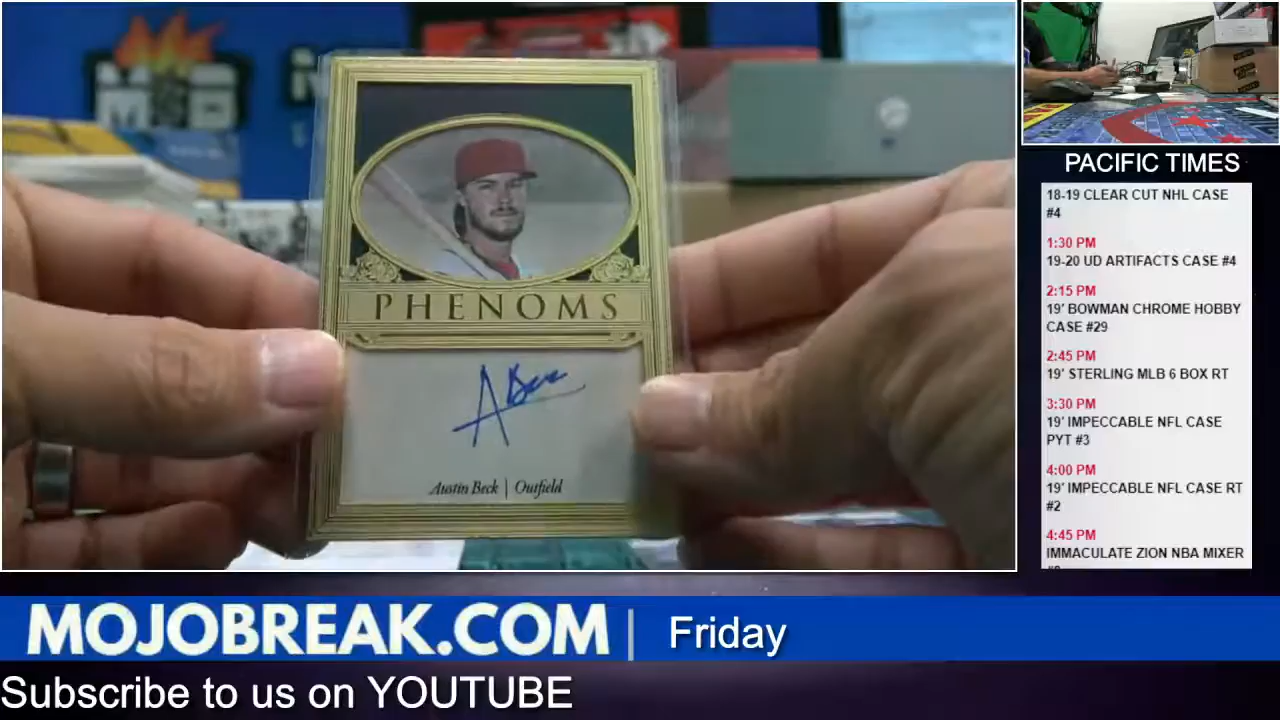 PHENOMS
ABec
Austin Beck | Outfield
PACIFIC TIMES
18-19 CLEAR CUT NHL CASE
#4
1:30 PM
19-20 UD ARTIFACTS CASE #4
2:15 PM
19' BOWMAN CHROME HOBBY
CASE #29
2:45 PM
19' STERLING MLB 6 BOX RT
3:30 PM
19' IMPECCABLE NFL CASE
PYT #3
4:00 PM
19' IMPECCABLE NFL CASE RT
#2
4:45 PM
IMMACULATE ZION NBA MIXER
MOJOBREAK.COM | Friday
Subscribe to us on YOUTUBE